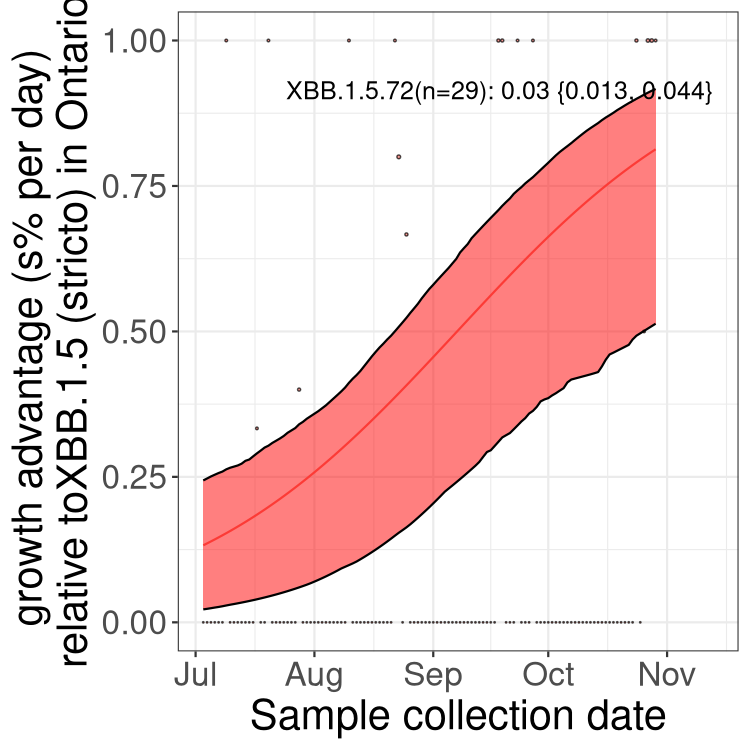 growth advantage (s% per day)
relative toXBB.1.5 (stricto) in Ontario
1.00
0.75
0.50
0.25
0.00
XBB.1.5.72(n=29): 0.03 {0.013, 0.044}
Jul Aug Sep Oct Nov
Sample collection date